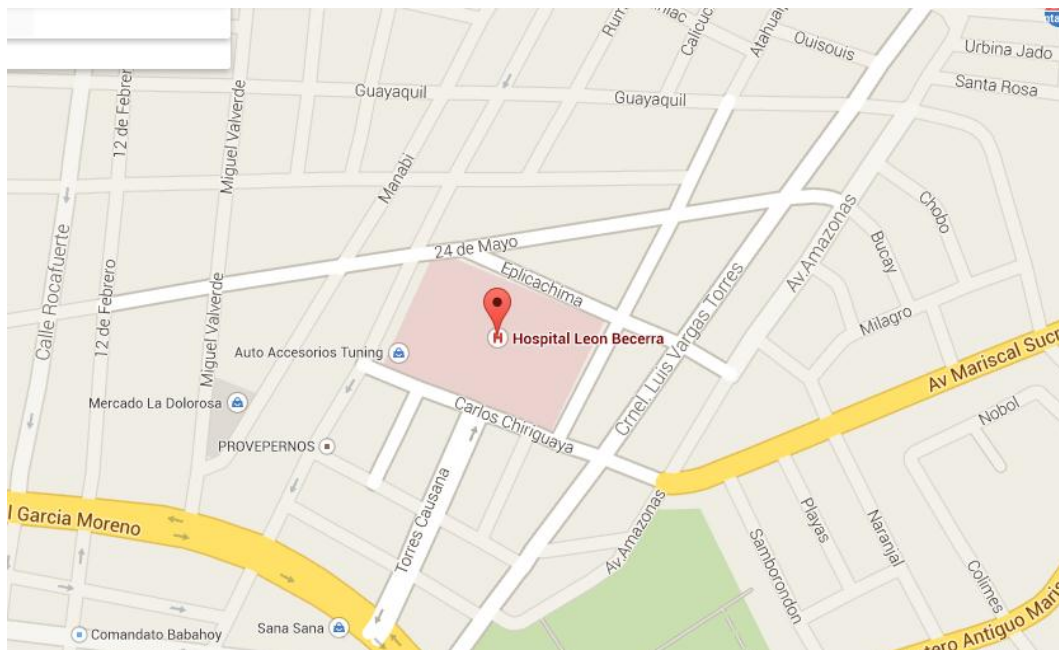 Ouisouis
Urbina Jado
Santa Rosa
Guayaquil
Guayaquil
12 de Febrero
Miguel Valverde
Manabi
Chobo
24 de Mayo
Eplicachima
Bucay
Av.Amazonas
Calle Rocafuerte
12 de Febrero
Miguel Valverde
Milagro
Hospital Leon Becerra
Auto Accesorios Tuning
Crnel. Luis Vargas Torres
Av Mariscal Sucr
Mercado La Dolorosa
Carlos Chiriguaya
Nobol
PROVEPERNOS
l Garcia Moreno
Torres Causana
Av.Amazonas
Playas
Naranjal
Samborondon
Colimes
Comandato Babahoy
Sana Sana
tero Antiguo Maris